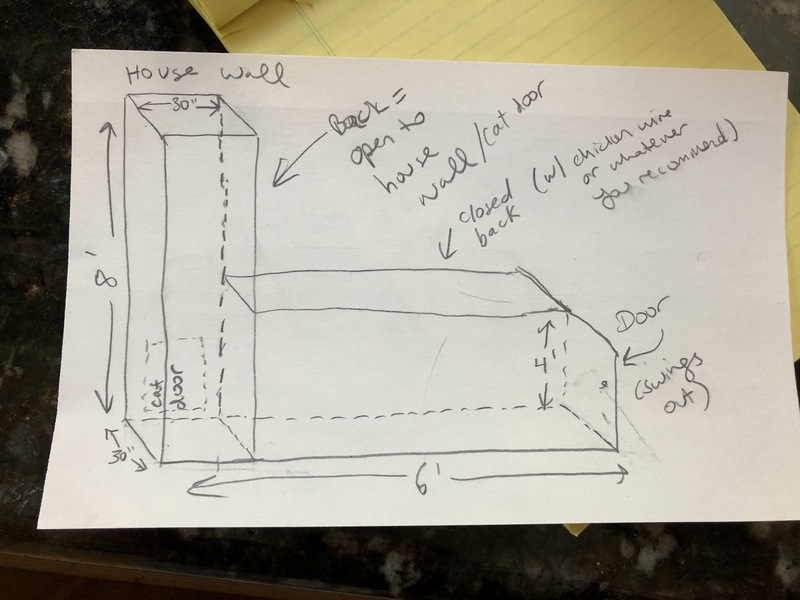 House wall
30"
Back =
open to
house
wall/cat door
closed
back
(w/ chicken wire
or whatever
you recommend)
8'
4'
Door
(swings
out)
cat
door
30"
6'